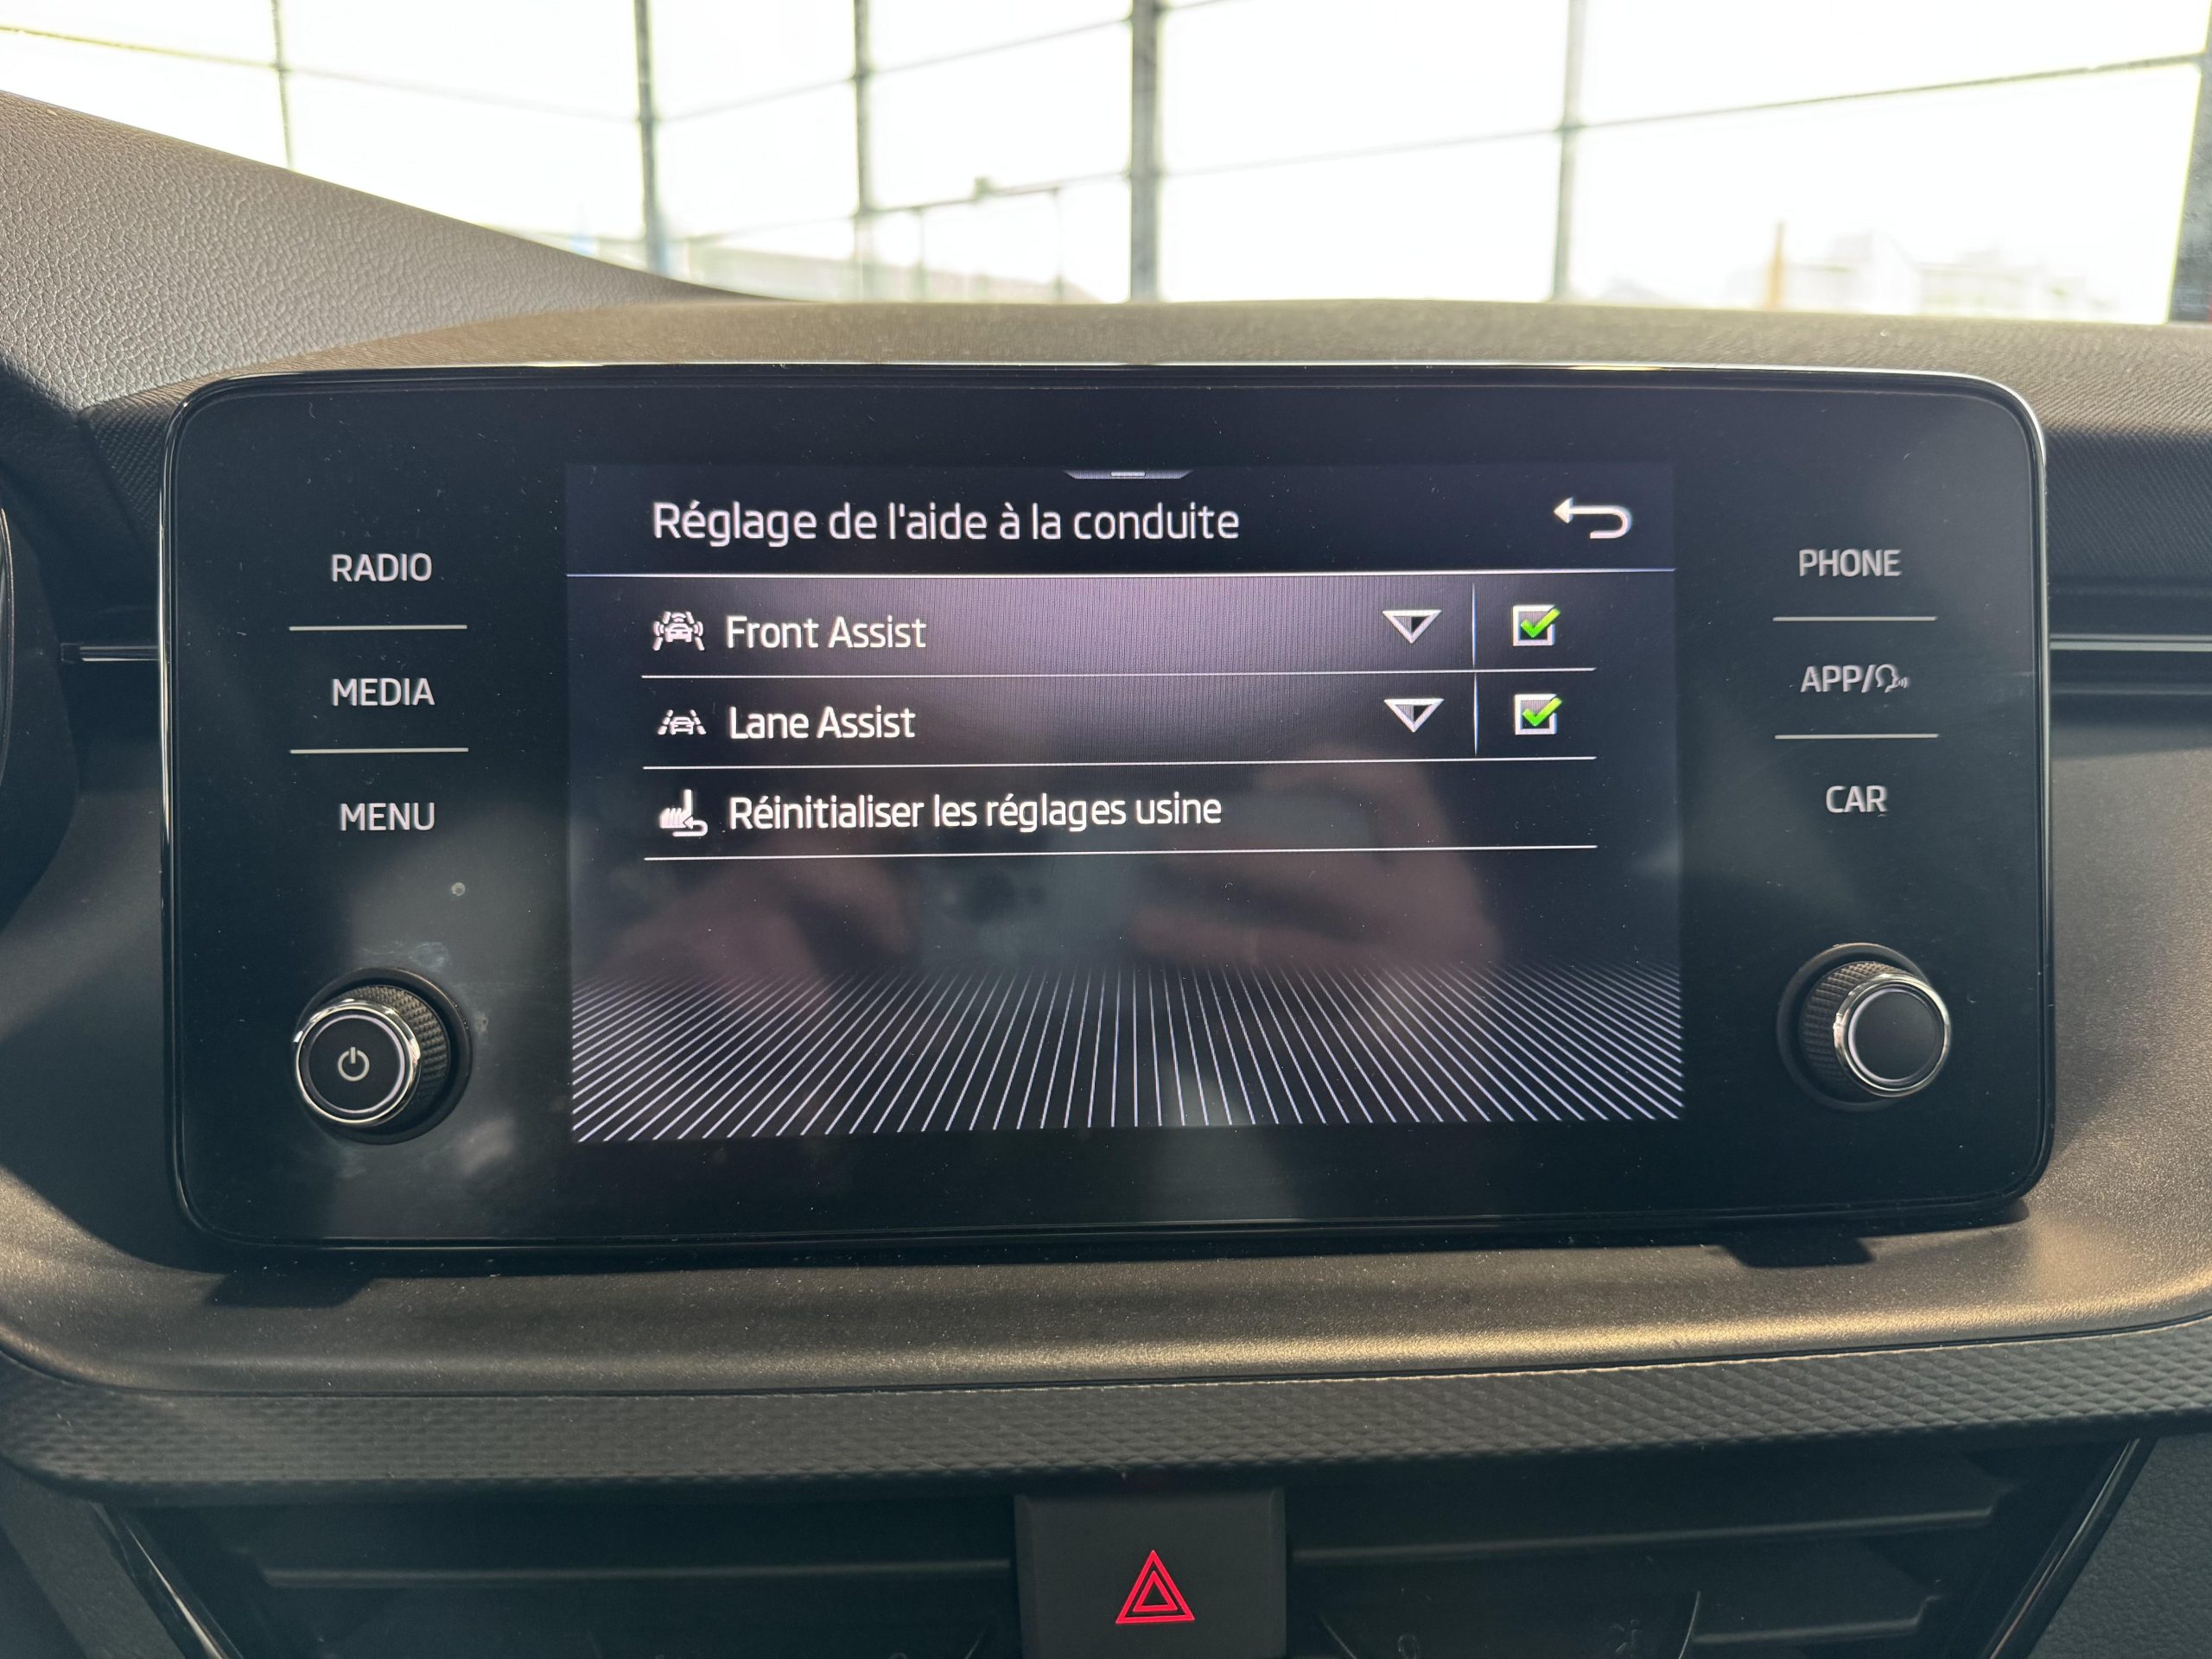 RADIO
MEDIA
MENU
Réglage de l'aide à la conduite
Front Assist
Lane Assist
Réinitialiser les réglages usine
PHONE
APP/
CAR